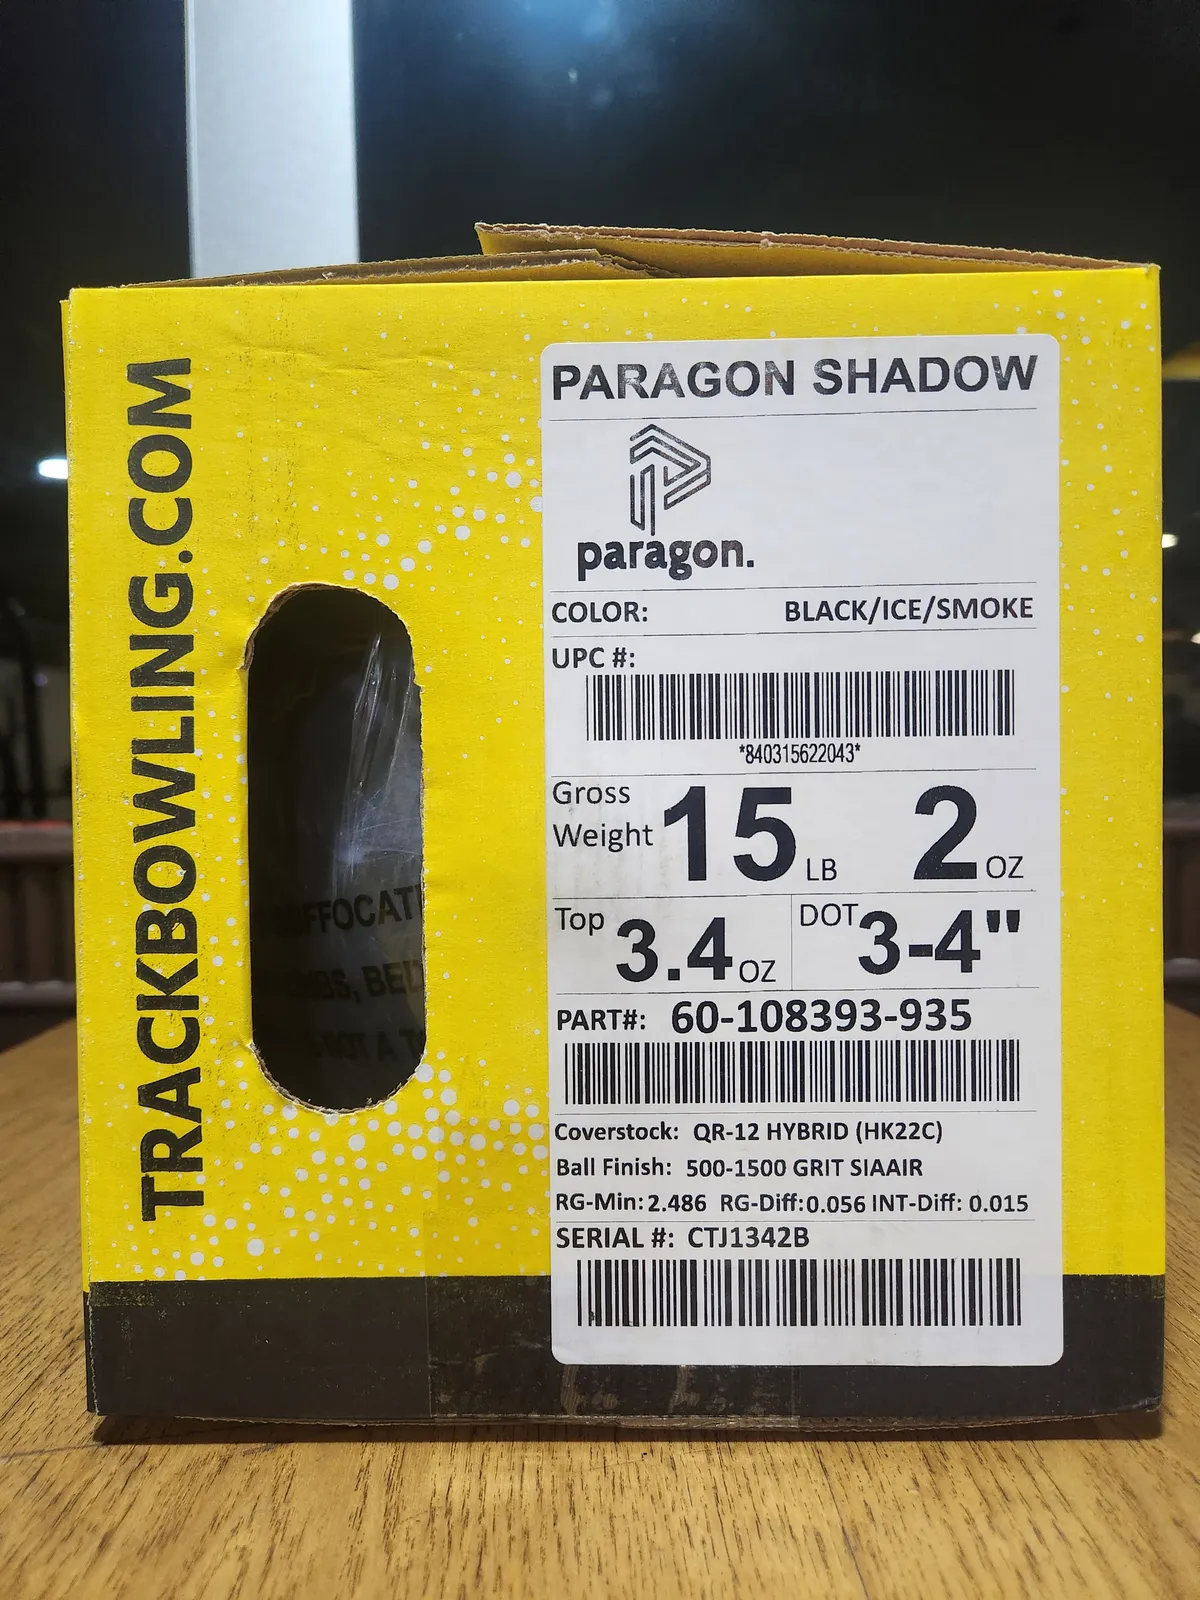 TRACKBOWLING.COM
PARAGON SHADOW
paragon.
COLOR: BLACK/ICE/SMOKE
UPC #:
*840315622043*
Gross Weight 15 LB 2 OZ
Top 3.4 OZ DOT 3-4"
PART#: 60-108393-935
Coverstock: QR-12 HYBRID (HK22C)
Ball Finish: 500-1500 GRIT SIAAIR
RG-Min: 2.486 RG-Diff: 0.056 INT-Diff: 0.015
SERIAL #: CTJ1342B
NOT A